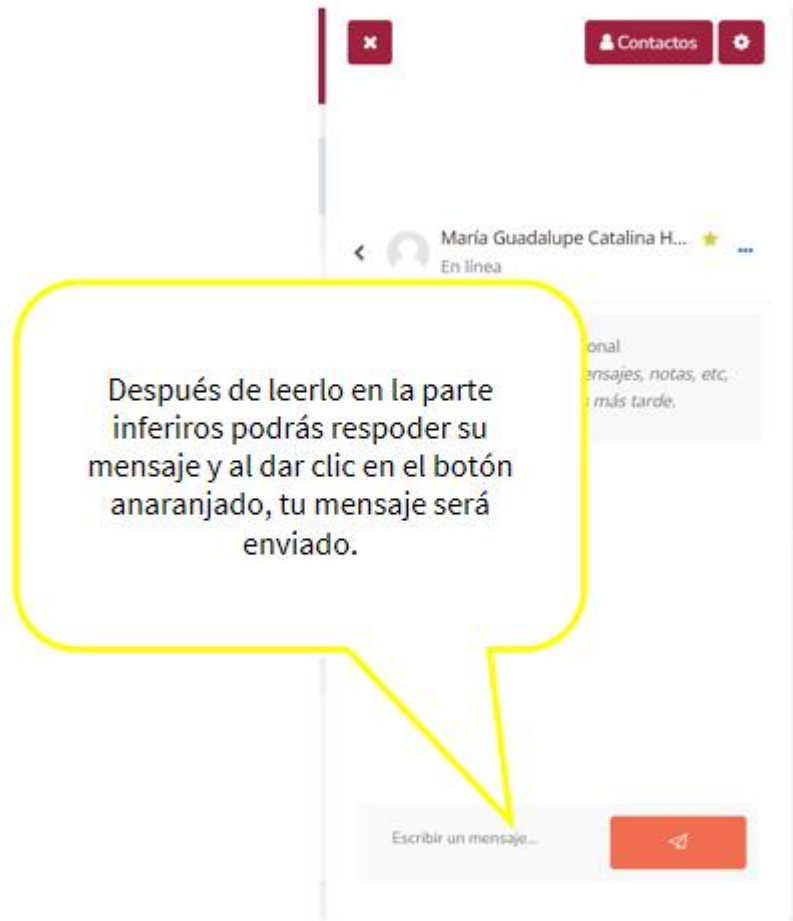 Contactos
María Guadalupe Catalina H...
En línea
onal
ensajes, notas, etc,
más tarde.
Después de leerlo en la parte
inferiros podrás respoder su
mensaje y al dar clic en el botón
anaranjado, tu mensaje será
enviado.
Escribir un mensaje...